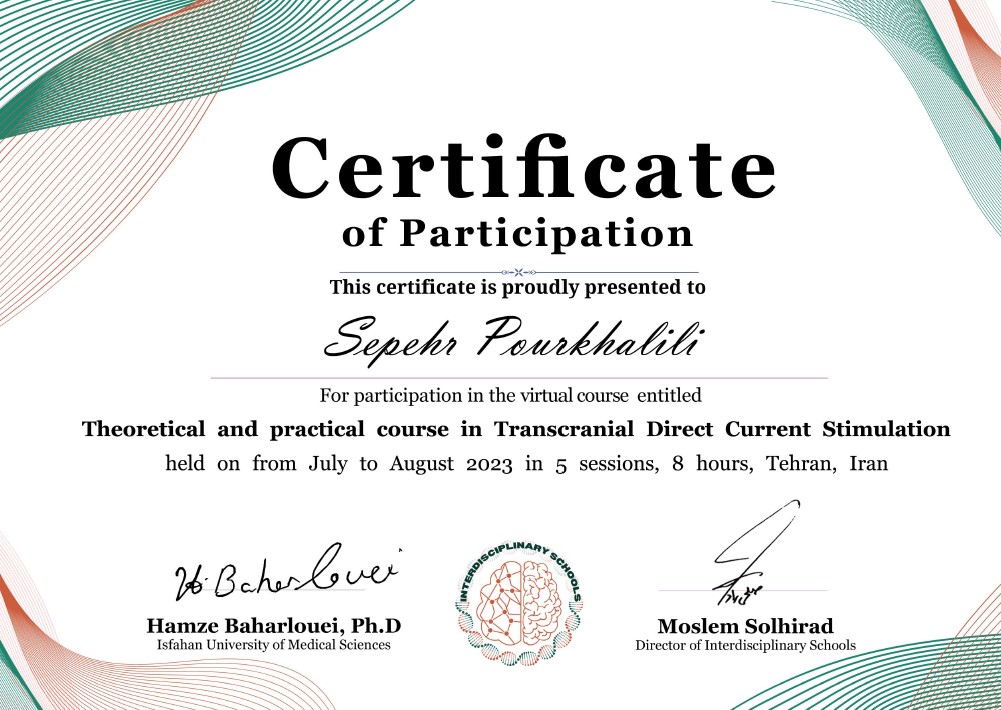 Certificate
of Participation
This certificate is proudly presented to
Sepehr Pourkhalili
For participation in the virtual course entitled
Theoretical and practical course in Transcranial Direct Current Stimulation
held on from July to August 2023 in 5 sessions, 8 hours, Tehran, Iran
H. Baharlouei
INTERDISCIPLINARY SCHOOLS
Hamze Baharlouei, Ph.D
Isfahan University of Medical Sciences
Moslem Solhirad
Director of Interdisciplinary Schools